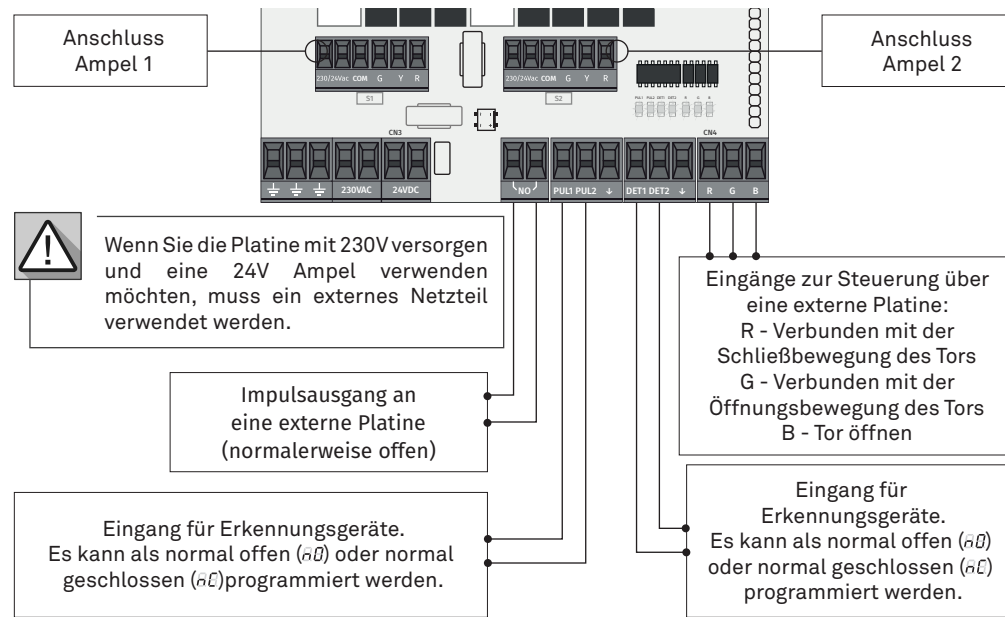 Anschluss
Ampel 1
Anschluss
Ampel 2
230/24Vac COM G Y R
S1
230/24Vac COM G Y R
S2
PUL1 PUL2 DET1 DET2 R G B
CN3
CN4
230VAC 24VDC NO PUL1 PUL2 ↓ DET1 DET2 ↓ R G B
Wenn Sie die Platine mit 230V versorgen
und eine 24V Ampel verwenden
möchten, muss ein externes Netzteil
verwendet werden.
Eingänge zur Steuerung über
eine externe Platine:
R - Verbunden mit der
Schließbewegung des Tors
G - Verbunden mit der
Öffnungsbewegung des Tors
B - Tor öffnen
Impulsausgang an
eine externe Platine
(normalerweise offen)
Eingang für Erkennungsgeräte.
Es kann als normal offen (nO) oder normal
geschlossen (nC)programmiert werden.
Eingang für
Erkennungsgeräte.
Es kann als normal offen (nO)
oder normal geschlossen (nC)
programmiert werden.